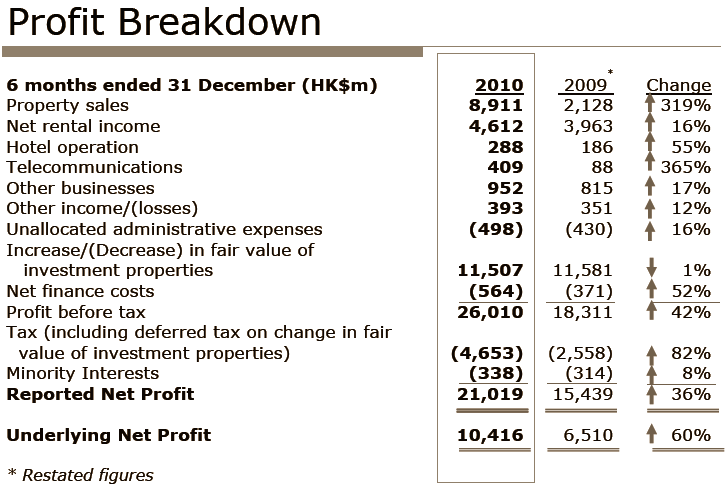 Profit Breakdown
6 months ended 31 December (HK$m) 2010 2009* Change
Property sales 8,911 2,128 ↑ 319%
Net rental income 4,612 3,963 ↑ 16%
Hotel operation 288 186 ↑ 55%
Telecommunications 409 88 ↑ 365%
Other businesses 952 815 ↑ 17%
Other income/(losses) 393 351 ↑ 12%
Unallocated administrative expenses (498) (430) ↑ 16%
Increase/(Decrease) in fair value of
investment properties 11,507 11,581 ↓ 1%
Net finance costs (564) (371) ↑ 52%
Profit before tax 26,010 18,311 ↑ 42%
Tax (including deferred tax on change in fair
value of investment properties) (4,653) (2,558) ↑ 82%
Minority Interests (338) (314) ↑ 8%
Reported Net Profit 21,019 15,439 ↑ 36%
Underlying Net Profit 10,416 6,510 ↑ 60%
* Restated figures